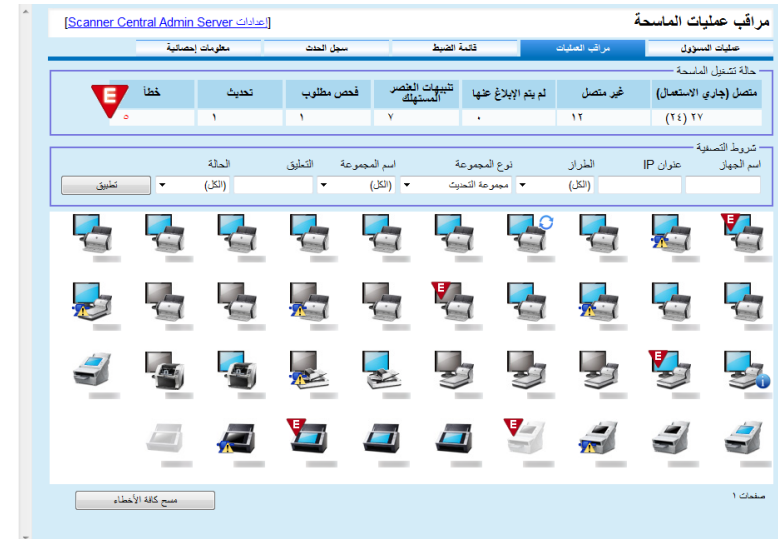 مراقب عمليات الماسحة
[إعدادات Scanner Central Admin Server]
عمليات المسؤول مراقب العمليات قائمة الضبط سجل الحدث معلومات إحصائية
حالة تشغيل الماسحة
متصل (جاري الاستعمال) غير متصل لم يتم الإبلاغ عنها تنبيهات العنصر المستهلك فحص مطلوب تحديث خطأ
٢٧ (٢٤) ١٢ ٠ ٧ ١ ١ ٥
شروط التصفية
اسم الجهاز عنوان IP الطراز نوع المجموعة اسم المجموعة التعليق الحالة
(الكل) مجموعة التحديث (الكل) (الكل) تطبيق
صفحات ١
مسح كافة الأخطاء